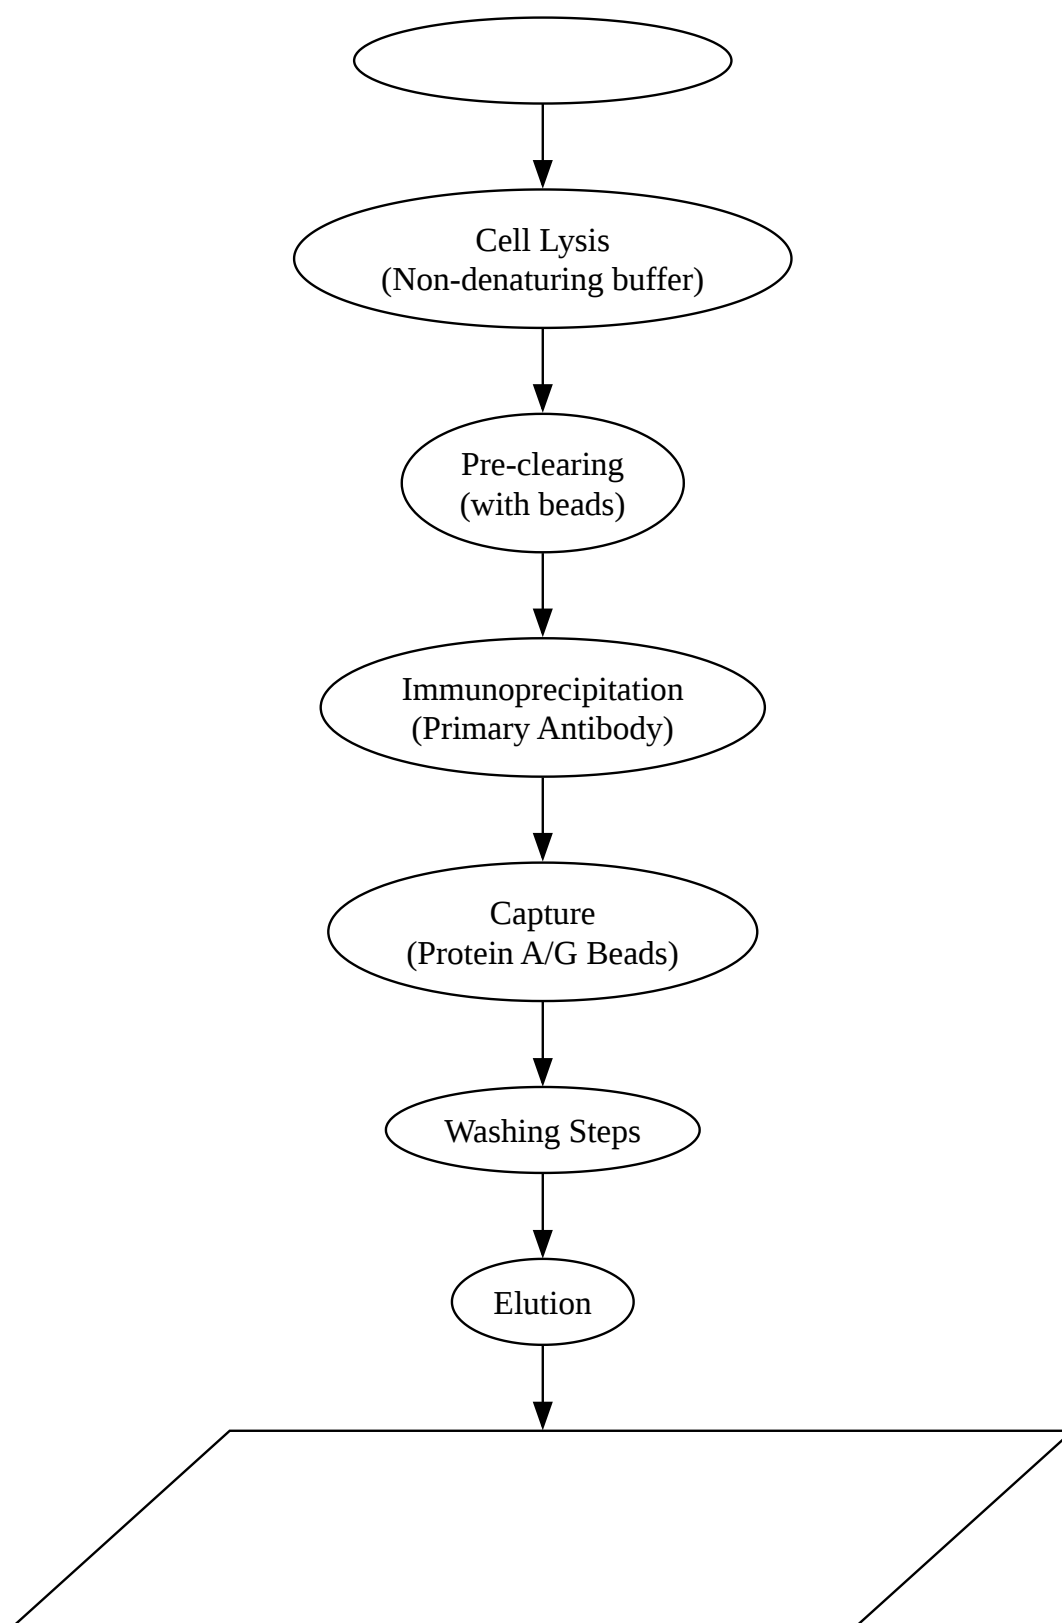 Cell Lysis
(Non-denaturing buffer)
Pre-clearing
(with beads)
Immunoprecipitation
(Primary Antibody)
Capture
(Protein A/G Beads)
Washing Steps
Elution